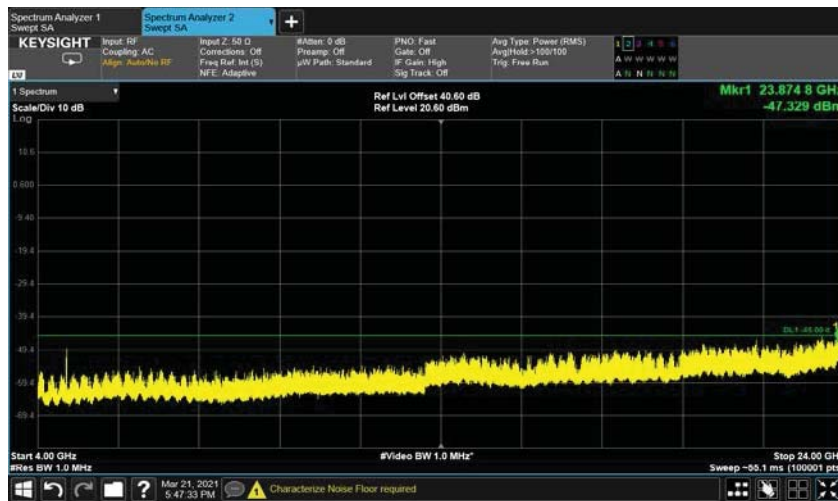 Spectrum Analyzer 1
Swept SA
Spectrum Analyzer 2
Swept SA
KEYSIGHT
LXI
Input: RF
Coupling: AC
Align: Auto/No RF
Input Z: 50 Ω
Corrections: Off
Freq Ref: Int (S)
NFE: Adaptive
#Atten: 0 dB
Preamp: Off
µW Path: Standard
PNO: Fast
Gate: Off
IF Gain: High
Sig Track: Off
Avg Type: Power (RMS)
Avg|Hold:>100/100
Trig: Free Run
1 2 3 4 5 6
A W W W W W
A N N N N N
1 Spectrum
Scale/Div 10 dB
Log
Ref Lvl Offset 40.60 dB
Ref Level 20.60 dBm
Mkr1 23.874 8 GHz
-47.329 dBm
10.6
0.600
-9.40
-19.4
-29.4
-39.4
-49.4
-59.4
-69.4
Start 4.00 GHz
#Res BW 1.0 MHz
#Video BW 1.0 MHz*
Stop 24.00 GHz
Sweep ~55.1 ms (100001 pts)
Mar 21, 2021
5:47:33 PM
Characterize Noise Floor required